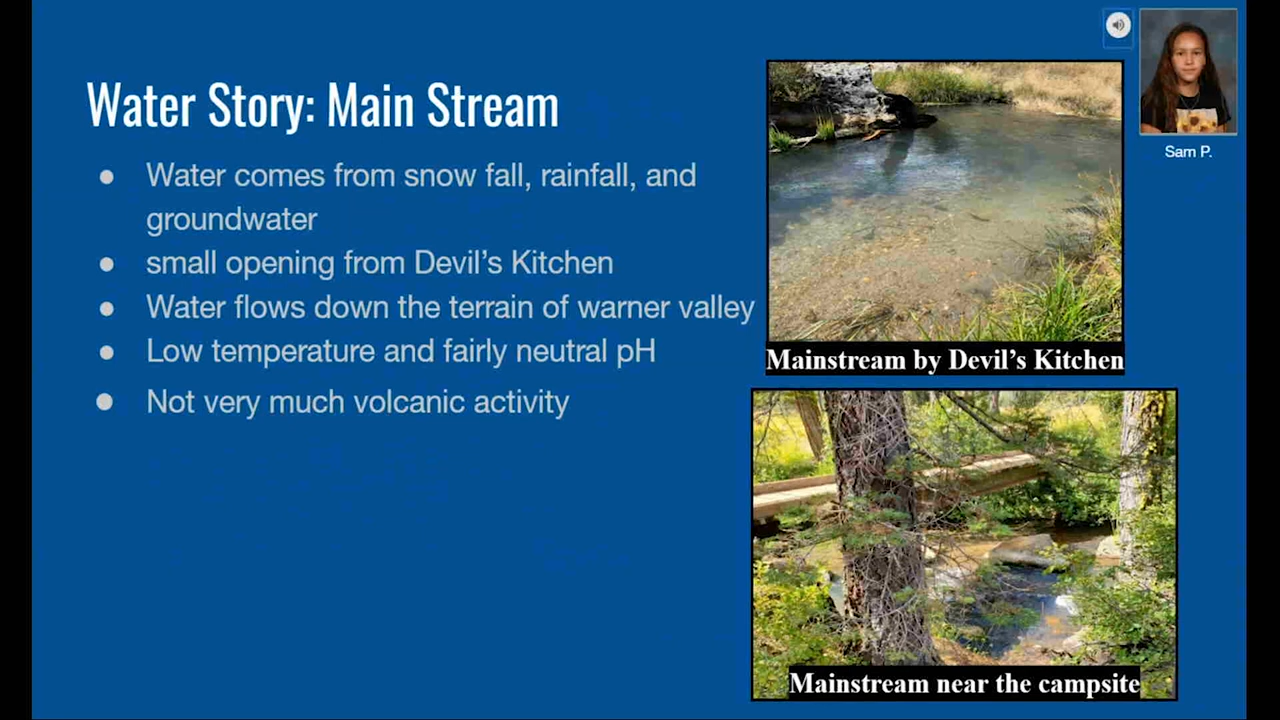 Water Story: Main Stream
● Water comes from snow fall, rainfall, and
groundwater
● small opening from Devil’s Kitchen
● Water flows down the terrain of warner valley
● Low temperature and fairly neutral pH
● Not very much volcanic activity
Sam P.
Mainstream by Devil’s Kitchen
Mainstream near the campsite